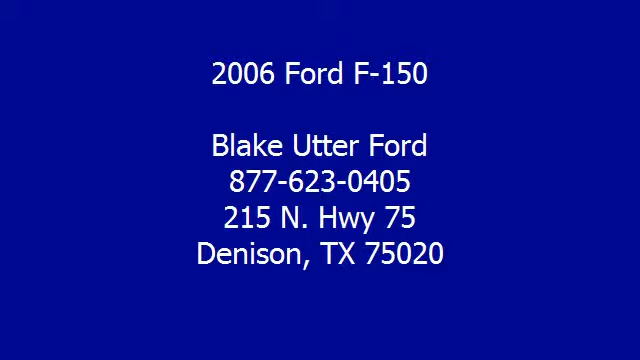 2006 Ford F-150
Blake Utter Ford
877-623-0405
215 N. Hwy 75
Denison, TX 75020